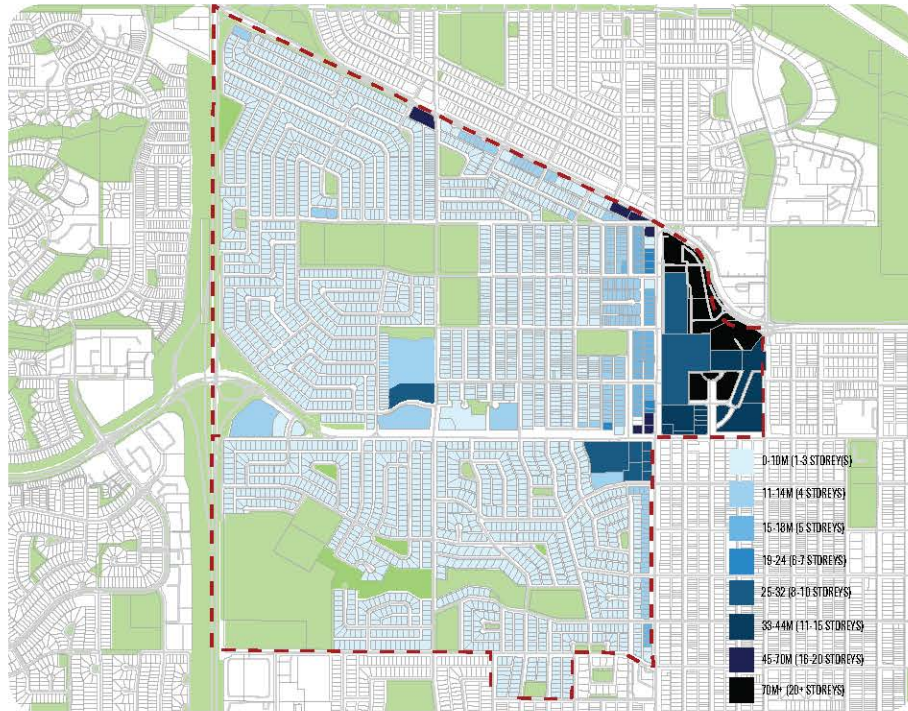 0-10M (1-3 STOREYS)
11-14M (4 STOREYS)
15-18M (5 STOREYS)
19-24 (6-7 STOREYS)
25-32 (8-10 STOREYS)
33-44M (11-15 STOREYS)
45-70M (16-20 STOREYS)
70M+ (20+ STOREYS)